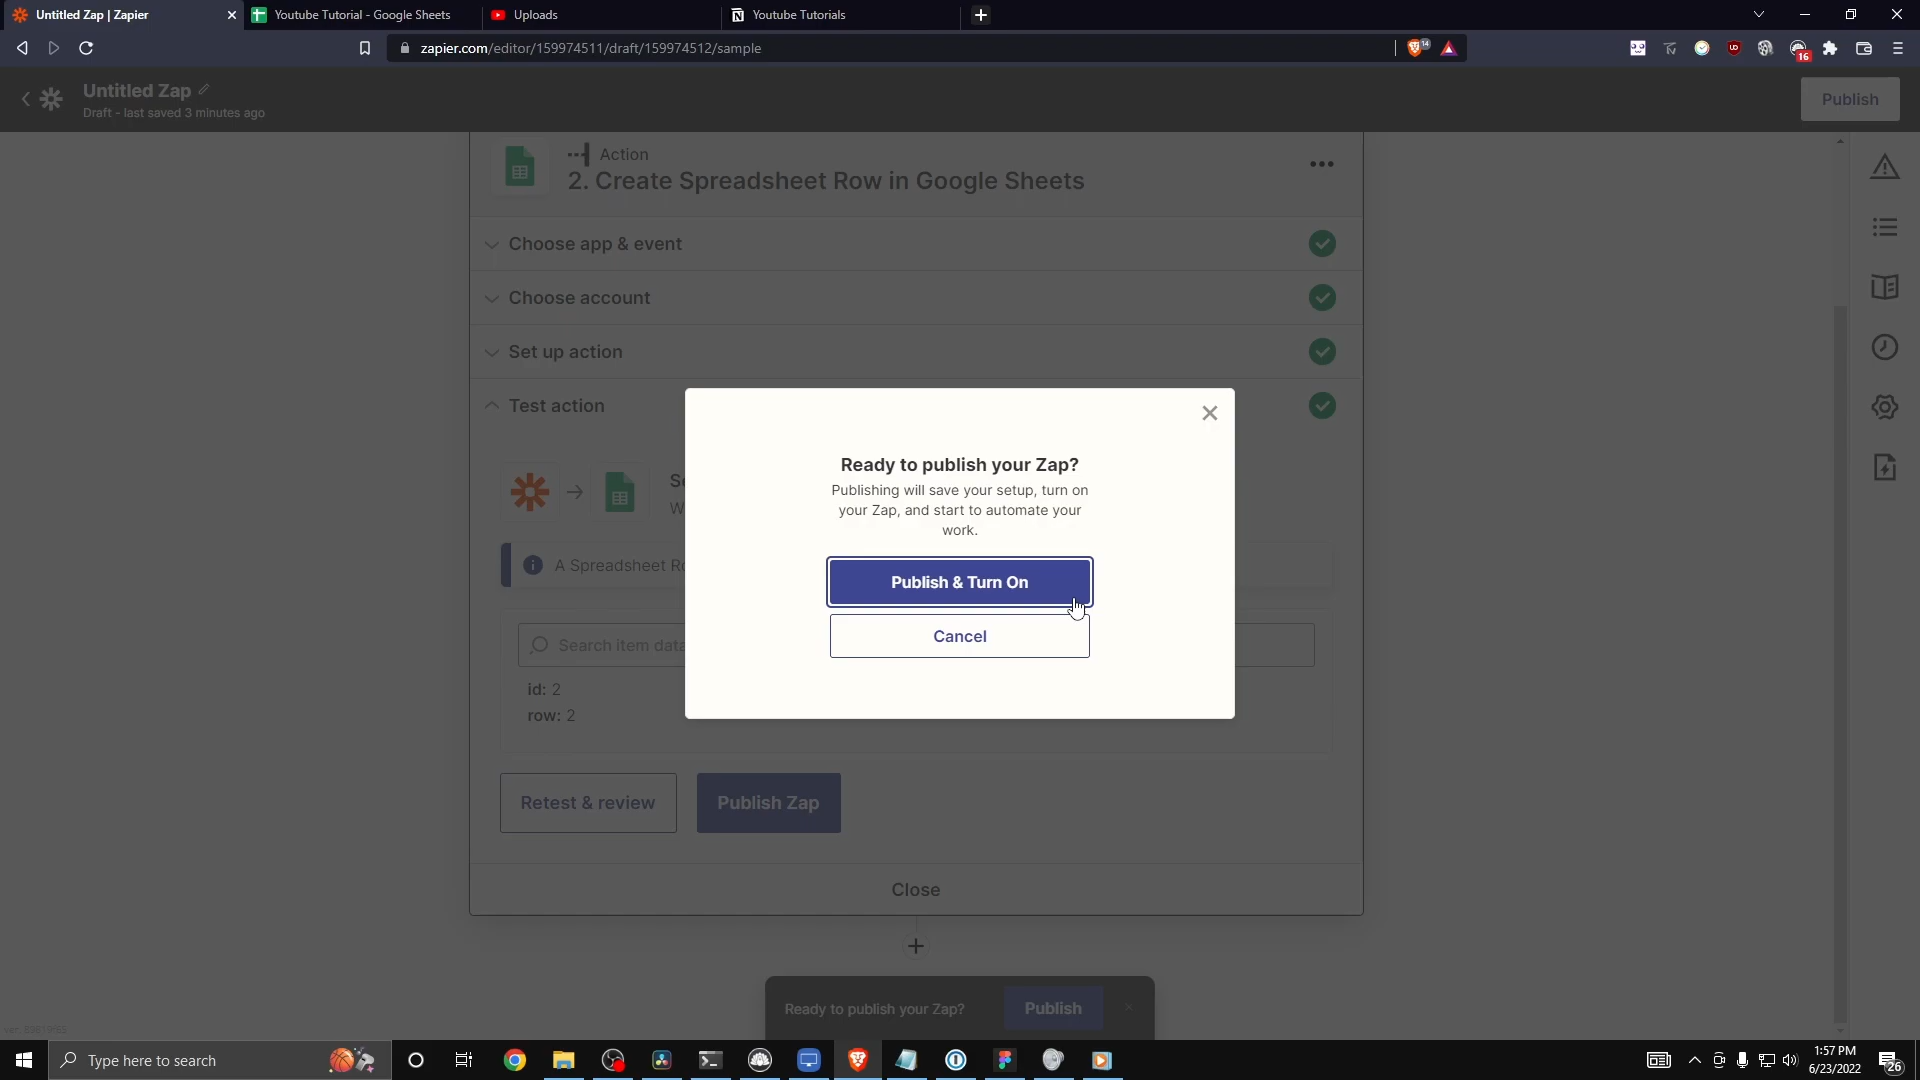 Untitled Zap | Zapier
Youtube Tutorial - Google Sheets
Uploads
Youtube Tutorials
zapier.com/editor/159974511/draft/159974512/sample
14
16
Untitled Zap
Draft - last saved 3 minutes ago
Publish
Action
2. Create Spreadsheet Row in Google Sheets
Choose app & event
Choose account
Set up action
Test action
Ready to publish your Zap?
Publishing will save your setup, turn on
your Zap, and start to automate your
work.
A Spreadsheet
Publish & Turn On
Cancel
Search item data
id: 2
row: 2
Retest & review
Publish Zap
Close
Ready to publish your Zap?
Publish
Type here to search
1:57 PM
6/23/2022
26